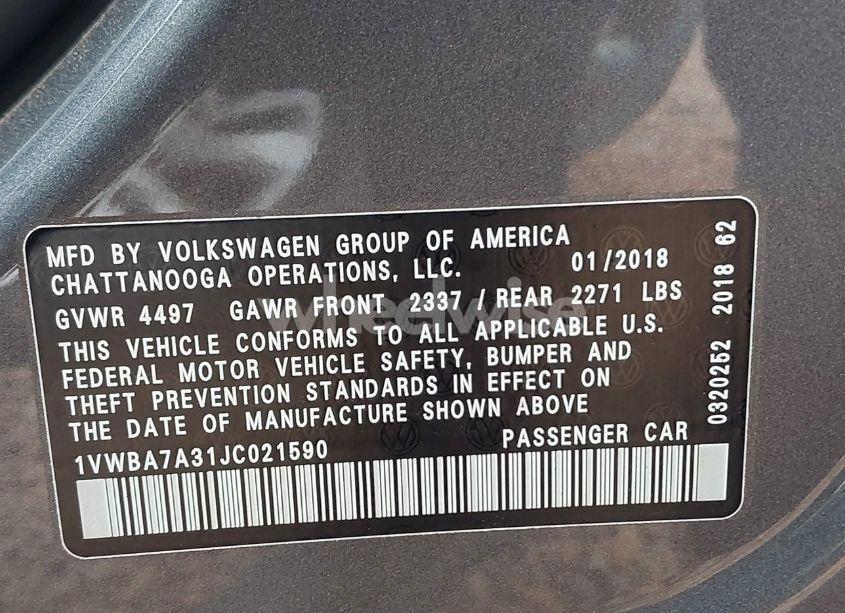 MFD BY VOLKSWAGEN GROUP OF AMERICA
CHATTANOOGA OPERATIONS, LLC. 01/2018
GVWR 4497 GAWR FRONT 2337 / REAR 2271 LBS
THIS VEHICLE CONFORMS TO ALL APPLICABLE U.S.
FEDERAL MOTOR VEHICLE SAFETY, BUMPER AND
THEFT PREVENTION STANDARDS IN EFFECT ON
THE DATE OF MANUFACTURE SHOWN ABOVE
1VWBA7A31JC021590 PASSENGER CAR
0320252 2018 62
wheelwise